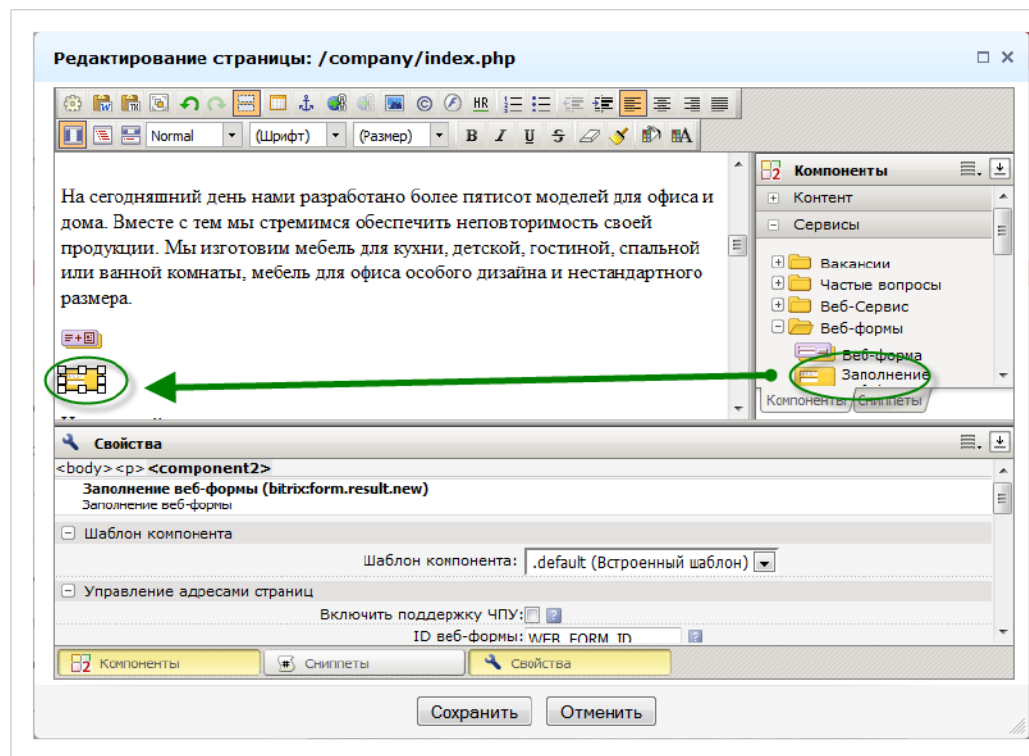 Редактирование страницы: /company/index.php
HR
Normal
(Шрифт)
(Размер)
B I U S
A
На сегодняшний день нами разработано более пятисот моделей для офиса и
дома. Вместе с тем мы стремимся обеспечить неповторимость своей
продукции. Мы изготовим мебель для кухни, детской, гостиной, спальной
или ванной комнаты, мебель для офиса особого дизайна и нестандартного
размера.
Компоненты
Контент
Сервисы
Вакансии
Частые вопросы
Веб-Сервис
Веб-формы
Веб-форма
Заполнение
Компоненты
Сниппеты
Свойства
<body><p><component2>
Заполнение веб-формы (bitrix:form.result.new)
Заполнение веб-формы
Шаблон компонента
Шаблон компонента: .default (Встроенный шаблон)
Управление адресами страниц
Включить поддержку ЧПУ: ?
ID веб-формы: WEB_FORM_ID ?
Компоненты
Сниппеты
Свойства
Сохранить
Отменить